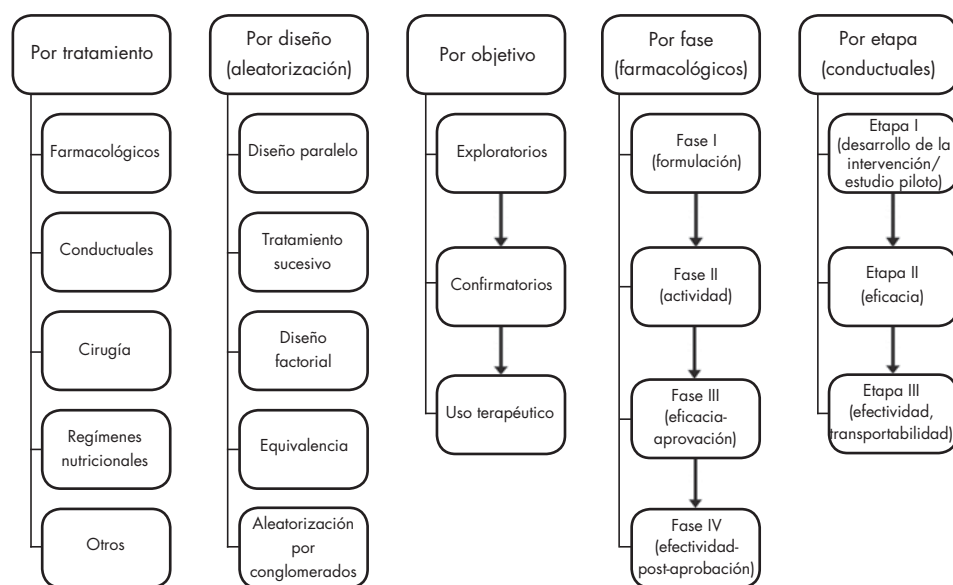 Por tratamiento
Farmacológicos
Conductuales
Cirugía
Regímenes
nutricionales
Otros
Por diseño
(aleatorización)
Diseño paralelo
Tratamiento
sucesivo
Diseño
factorial
Equivalencia
Aleatorización
por
conglomerados
Por objetivo
Exploratorios
Confirmatorios
Uso terapéutico
Por fase
(farmacológicos)
Fase I
(formulación)
Fase II
(actividad)
Fase III
(eficacia-
aprovación)
Fase IV
(efectividad-
post-aprobación)
Por etapa
(conductuales)
Etapa I
(desarrollo de la
intervención/
estudio piloto)
Etapa II
(eficacia)
Etapa III
(efectividad,
transportabilidad)